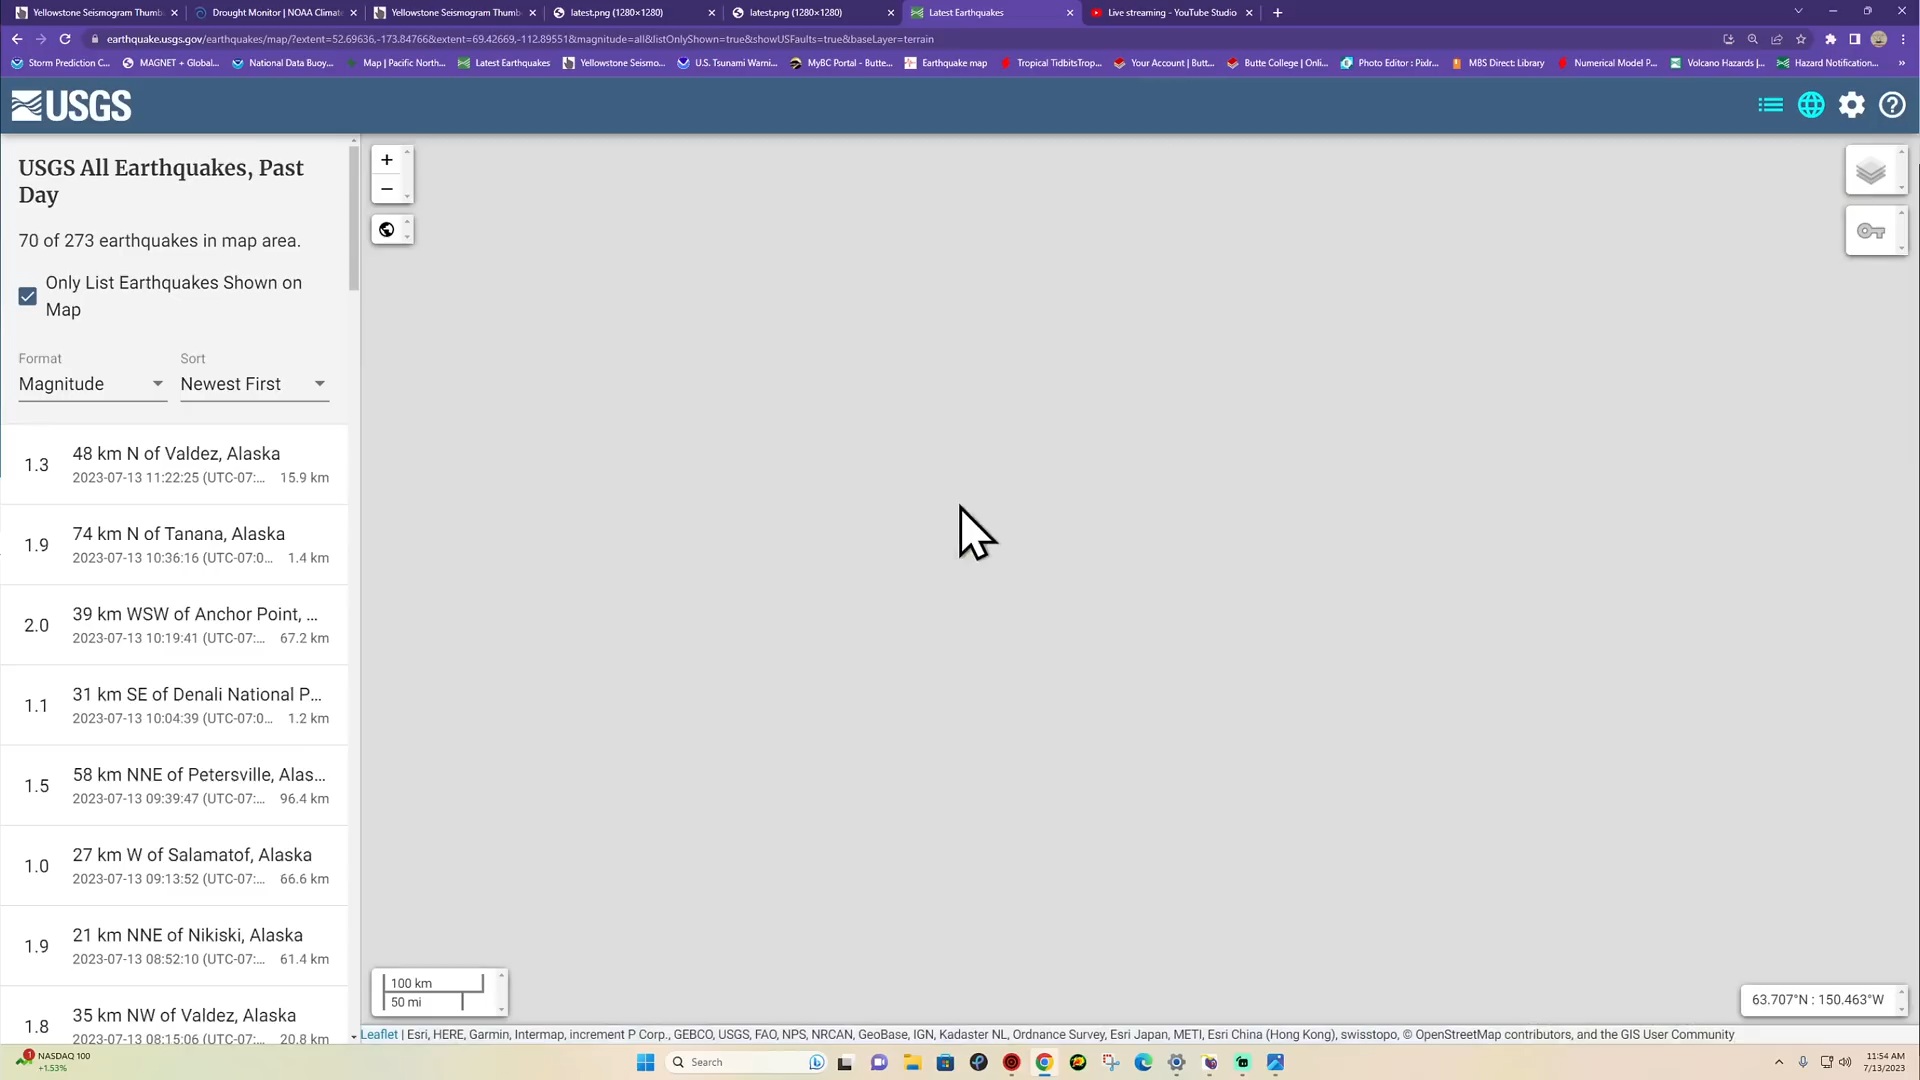 Yellowstone Seismogram Thumb
Drought Monitor | NOAA Climate
Yellowstone Seismogram Thumb
latest.png (1280×1280)
latest.png (1280×1280)
Latest Earthquakes
Live streaming - YouTube Studio
earthquake.usgs.gov/earthquakes/map/?extent=52.69636,-173.84766&extent=69.42669,-112.89551&magnitude=all&listOnlyShown=true&showUSFaults=true&baseLayer=terrain
Storm Prediction C...
MAGNET + Global...
National Data Buoy...
Map | Pacific North...
Latest Earthquakes
Yellowstone Seismo...
U.S. Tsunami Warni...
MyBC Portal - Butte...
Earthquake map
Tropical TidbitsTrop...
Your Account | Butt...
Butte College | Onli...
Photo Editor : Pixlr...
MBS Direct Library
Numerical Model P...
Volcano Hazards |...
Hazard Notification...
USGS
USGS All Earthquakes, Past
Day
70 of 273 earthquakes in map area.
Only List Earthquakes Shown on
Map
Format
Sort
Magnitude
Newest First
1.3
48 km N of Valdez, Alaska
2023-07-13 11:22:25 (UTC-07:... 15.9 km
1.9
74 km N of Tanana, Alaska
2023-07-13 10:36:16 (UTC-07:0... 1.4 km
2.0
39 km WSW of Anchor Point, ...
2023-07-13 10:19:41 (UTC-07:... 67.2 km
1.1
31 km SE of Denali National P...
2023-07-13 10:04:39 (UTC-07:0... 1.2 km
1.5
58 km NNE of Petersville, Alas...
2023-07-13 09:39:47 (UTC-07:... 96.4 km
1.0
27 km W of Salamatof, Alaska
2023-07-13 09:13:52 (UTC-07:... 66.6 km
1.9
21 km NNE of Nikiski, Alaska
2023-07-13 08:52:10 (UTC-07:... 61.4 km
1.8
35 km NW of Valdez, Alaska
2023-07-13 08:15:06 (UTC-07:... 20.8 km
100 km
50 mi
63.707°N : 150.463°W
Leaflet | Esri, HERE, Garmin, Intermap, increment P Corp., GEBCO, USGS, FAO, NPS, NRCAN, GeoBase, IGN, Kadaster NL, Ordnance Survey, Esri Japan, METI, Esri China (Hong Kong), swisstopo, © OpenStreetMap contributors, and the GIS User Community
1
NASDAQ 100
+1.53%
Search
11:54 AM
7/13/2023